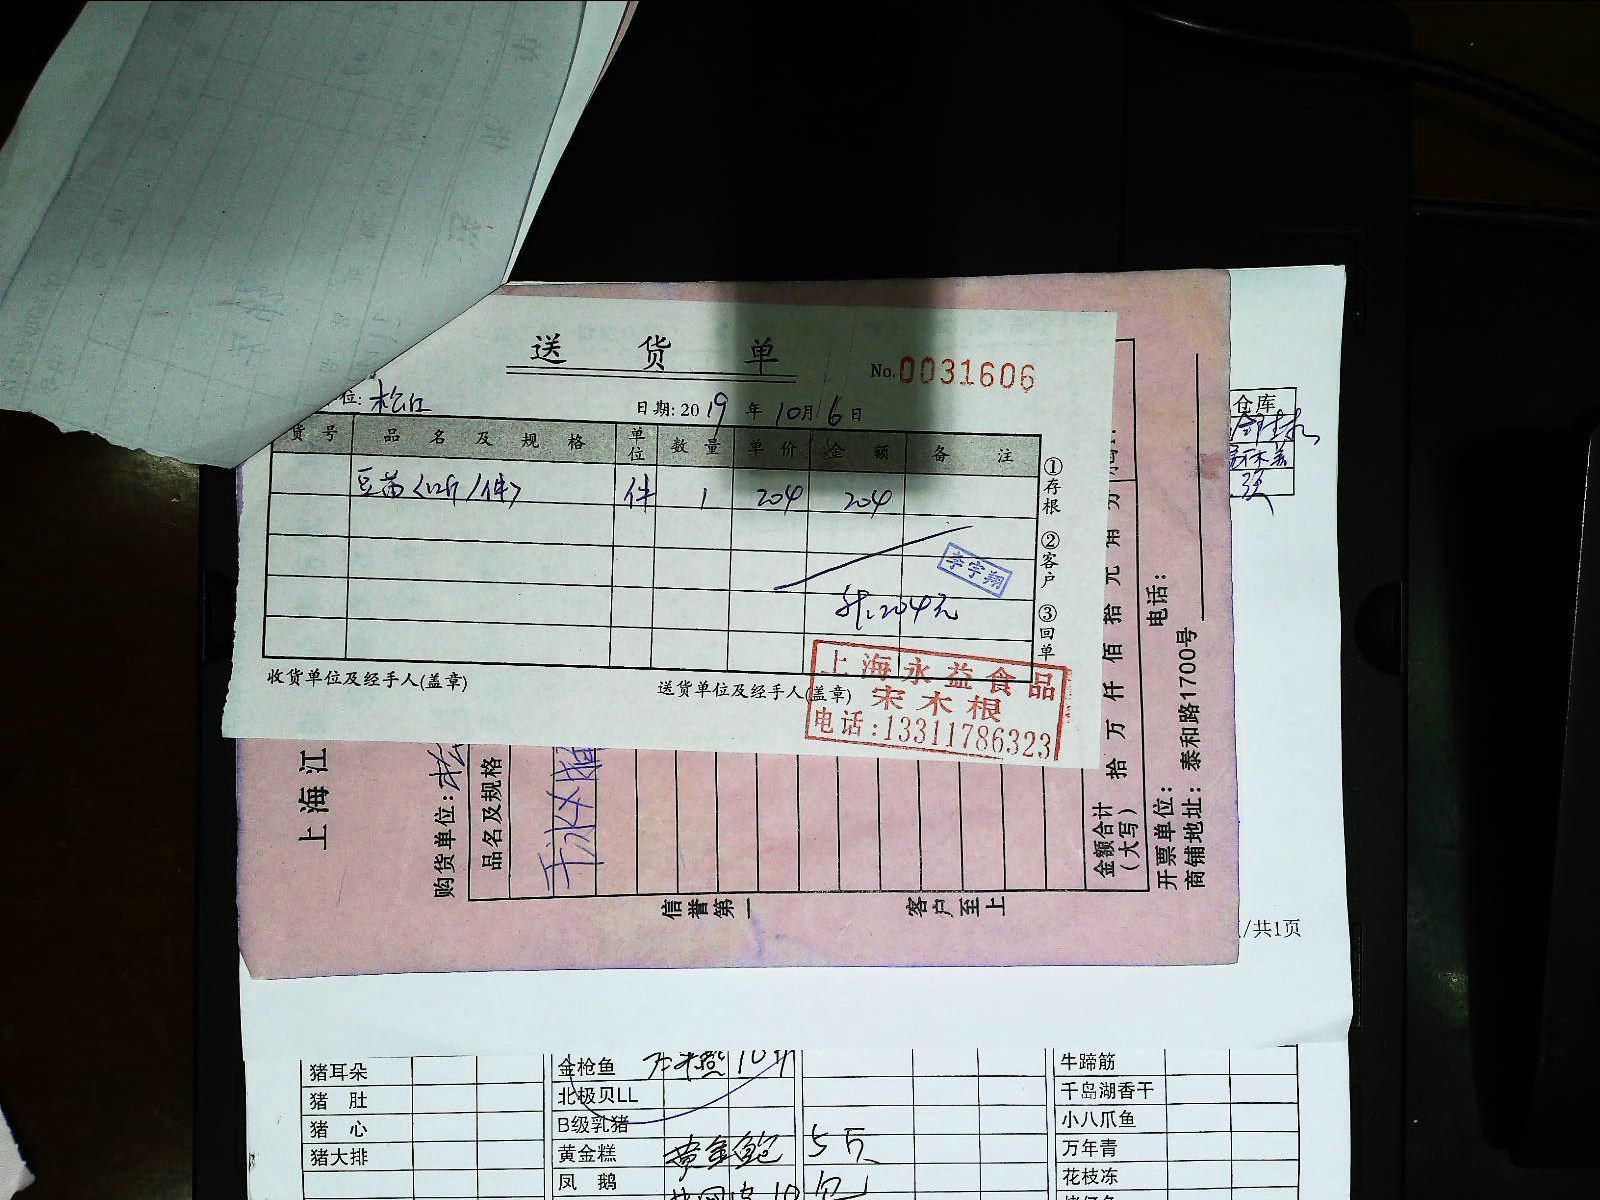 送 货 单
No. 0031606
位: 松江
日期: 2019 年 10月 6 日
货 号 品 名 及 规 格 单位 数 量 单 价 金 额 备 注
豆苗 件 1 204 204
204元
李宇翔
①存根 ②客户 ③回单
收货单位及经手人(盖章)
送货单位及经手人(盖章)
上海永益食品
宋木根
电话:13311786323
仓库
上海江
购货单位: 松
品名及规格
信誉第一 客户至上
金额合计(大写) 拾 万 仟 佰 拾 元 角 分
开票单位:
电话:
商铺地址: 泰和路1700号
/共1页
猪耳朵 金枪鱼 牛蹄筋
猪 肚 北极贝LL 千岛湖香干
猪 心 B级乳猪 小八爪鱼
猪大排 黄金糕 黄金鲍 5只 万年青
凤 鹅 花枝冻